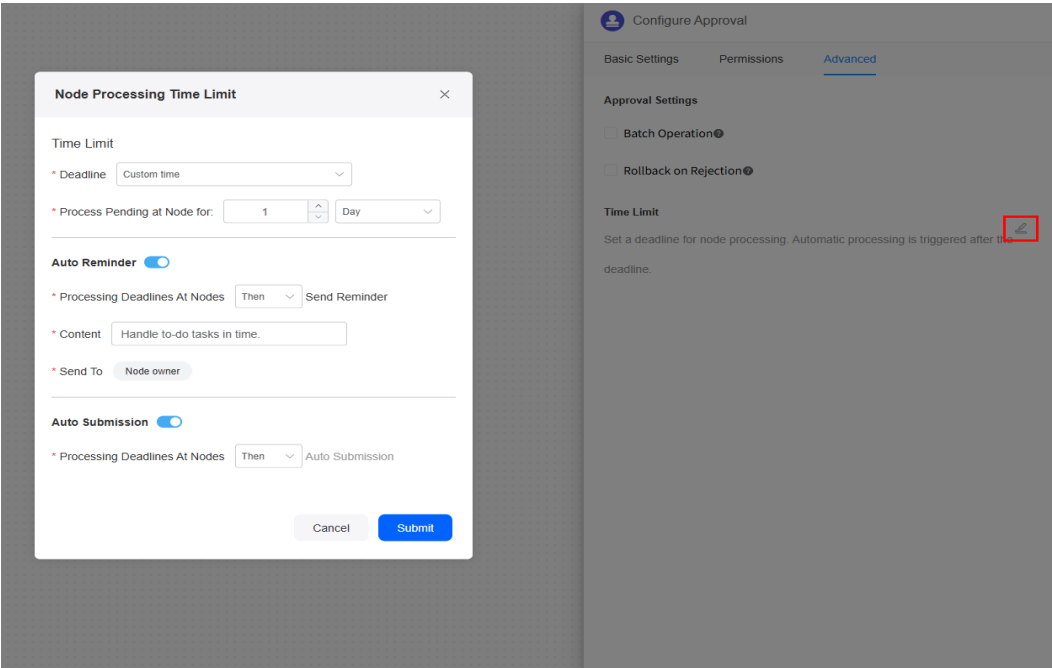 Configure Approval
Basic Settings Permissions Advanced
Approval Settings
Batch Operation
Rollback on Rejection
Time Limit
Set a deadline for node processing. Automatic processing is triggered after the
deadline.
Node Processing Time Limit
Time Limit
* Deadline Custom time
* Process Pending at Node for: 1 Day
Auto Reminder
* Processing Deadlines At Nodes Then Send Reminder
* Content Handle to-do tasks in time.
* Send To Node owner
Auto Submission
* Processing Deadlines At Nodes Then Auto Submission
Cancel Submit